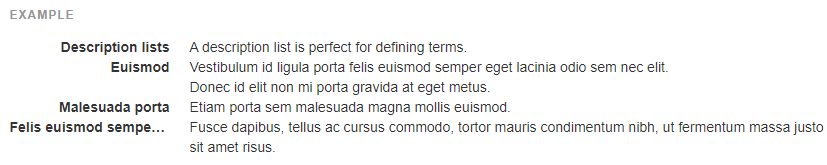 EXAMPLE
Description lists A description list is perfect for defining terms.
Euismod Vestibulum id ligula porta felis euismod semper eget lacinia odio sem nec elit.
Donec id elit non mi porta gravida at eget metus.
Malesuada porta Etiam porta sem malesuada magna mollis euismod.
Felis euismod sempe... Fusce dapibus, tellus ac cursus commodo, tortor mauris condimentum nibh, ut fermentum massa justo
sit amet risus.